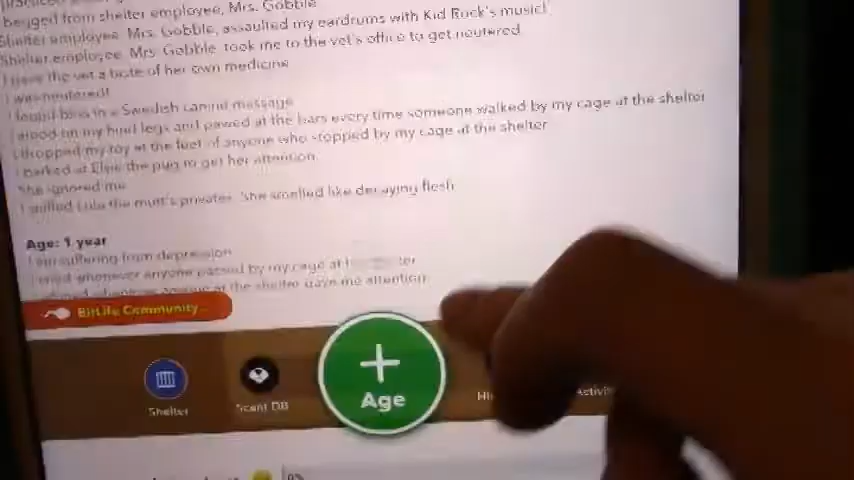 begged from shelter employee, Mrs. Gobble
Shelter employee, Mrs. Gobble, assaulted my eardrums with Kid Rock's music!
Shelter employee, Mrs. Gobble took me to the vet's office to get neutered
I gave the vet a taste of her own medicine
I was neutered!
I found bliss in a Swedish canine massage
I stood on my hind legs and pawed at the bars every time someone walked by my cage at the shelter
I dropped my toy at the feet of anyone who stopped by my cage at the shelter
I barked at Elsie the pug to get her attention.
She ignored me
I sniffed Lulu the mutt's privates. She smelled like decaying flesh
Age: 1 year
I am suffering from depression
I cried whenever anyone passed by my cage at
whenever anyone at the shelter gave me attention
BitLife Community...
Shelter
Scent DB
+
Age
Activi